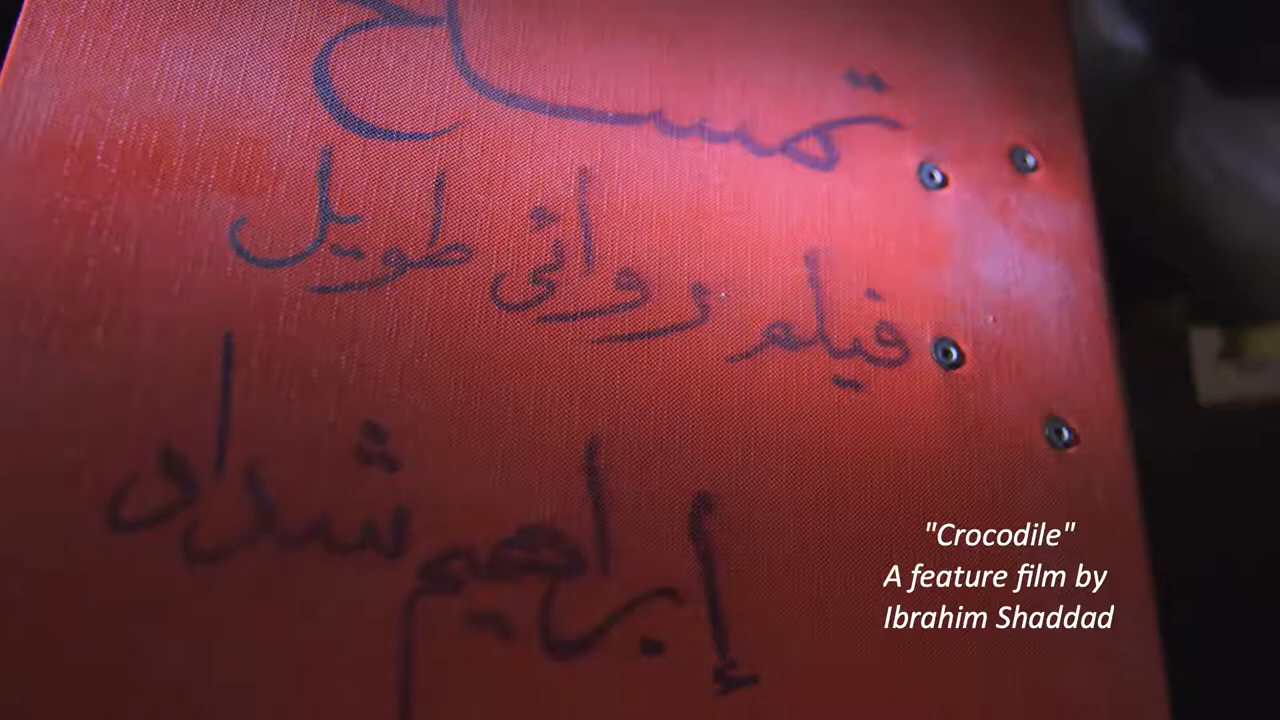 تمساح
فيلم روائى طويل
إبراهيم شداد
"Crocodile"
A feature film by
Ibrahim Shaddad